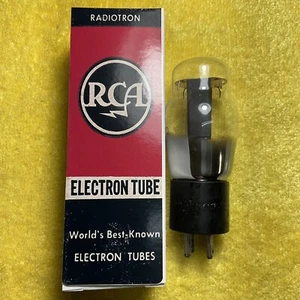 RADIOTRON
RCA
ELECTRON TUBE
World's Best-Known
ELECTRON TUBES